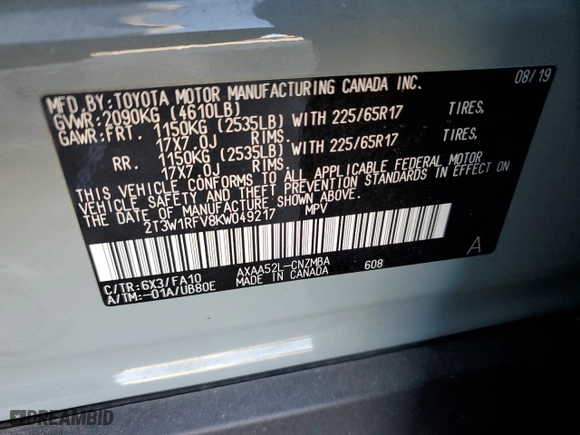 08/19
MFD.BY:TOYOTA MOTOR MANUFACTURING CANADA INC.
GVWR:2090KG (4610LB)
GAWR:FRT. 1150KG (2535LB) WITH 225/65R17 TIRES,
17X7.0J RIMS.
RR. 1150KG (2535LB) WITH 225/65R17 TIRES,
17X7.0J RIMS.
THIS VEHICLE CONFORMS TO ALL APPLICABLE FEDERAL MOTOR
VEHICLE SAFETY AND THEFT PREVENTION STANDARDS IN EFFECT ON
THE DATE OF MANUFACTURE SHOWN ABOVE.
2T3W1RFV8KW049217 MPV
A
C/TR:6X3/FA10 AXAA52L-CNZMBA 608
A/TM:-01A/UB80E MADE IN CANADA
DREAMBID